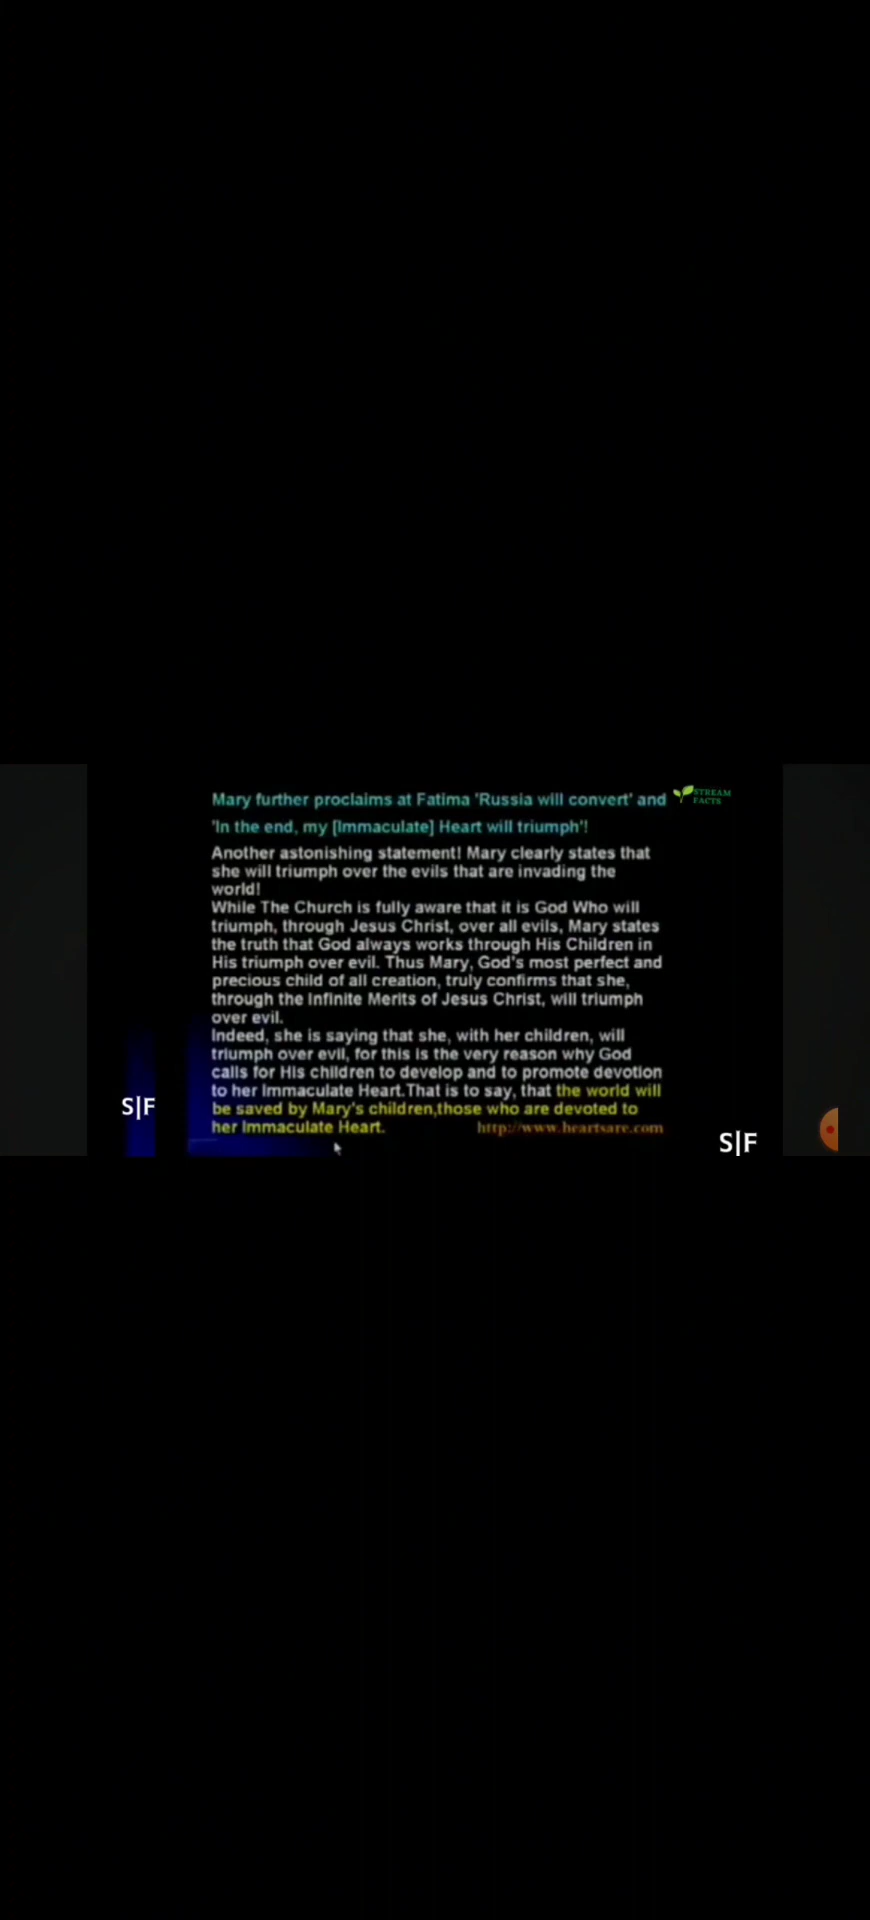 Mary further proclaims at Fatima 'Russia will convert' and
STREAM
FACTS
'In the end, my [Immaculate] Heart will triumph'!
Another astonishing statement! Mary clearly states that
she will triumph over the evils that are invading the
world!
While The Church is fully aware that it is God Who will
triumph, through Jesus Christ, over all evils, Mary states
the truth that God always works through His Children in
His triumph over evil. Thus Mary, God's most perfect and
precious child of all creation, truly confirms that she,
through the Infinite Merits of Jesus Christ, will triumph
over evil.
Indeed, she is saying that she, with her children, will
triumph over evil, for this is the very reason why God
calls for His children to develop and to promote devotion
to her Immaculate Heart.That is to say, that the world will
be saved by Mary's children,those who are devoted to
her Immaculate Heart.
http://www.heartsare.com
S|F
S|F